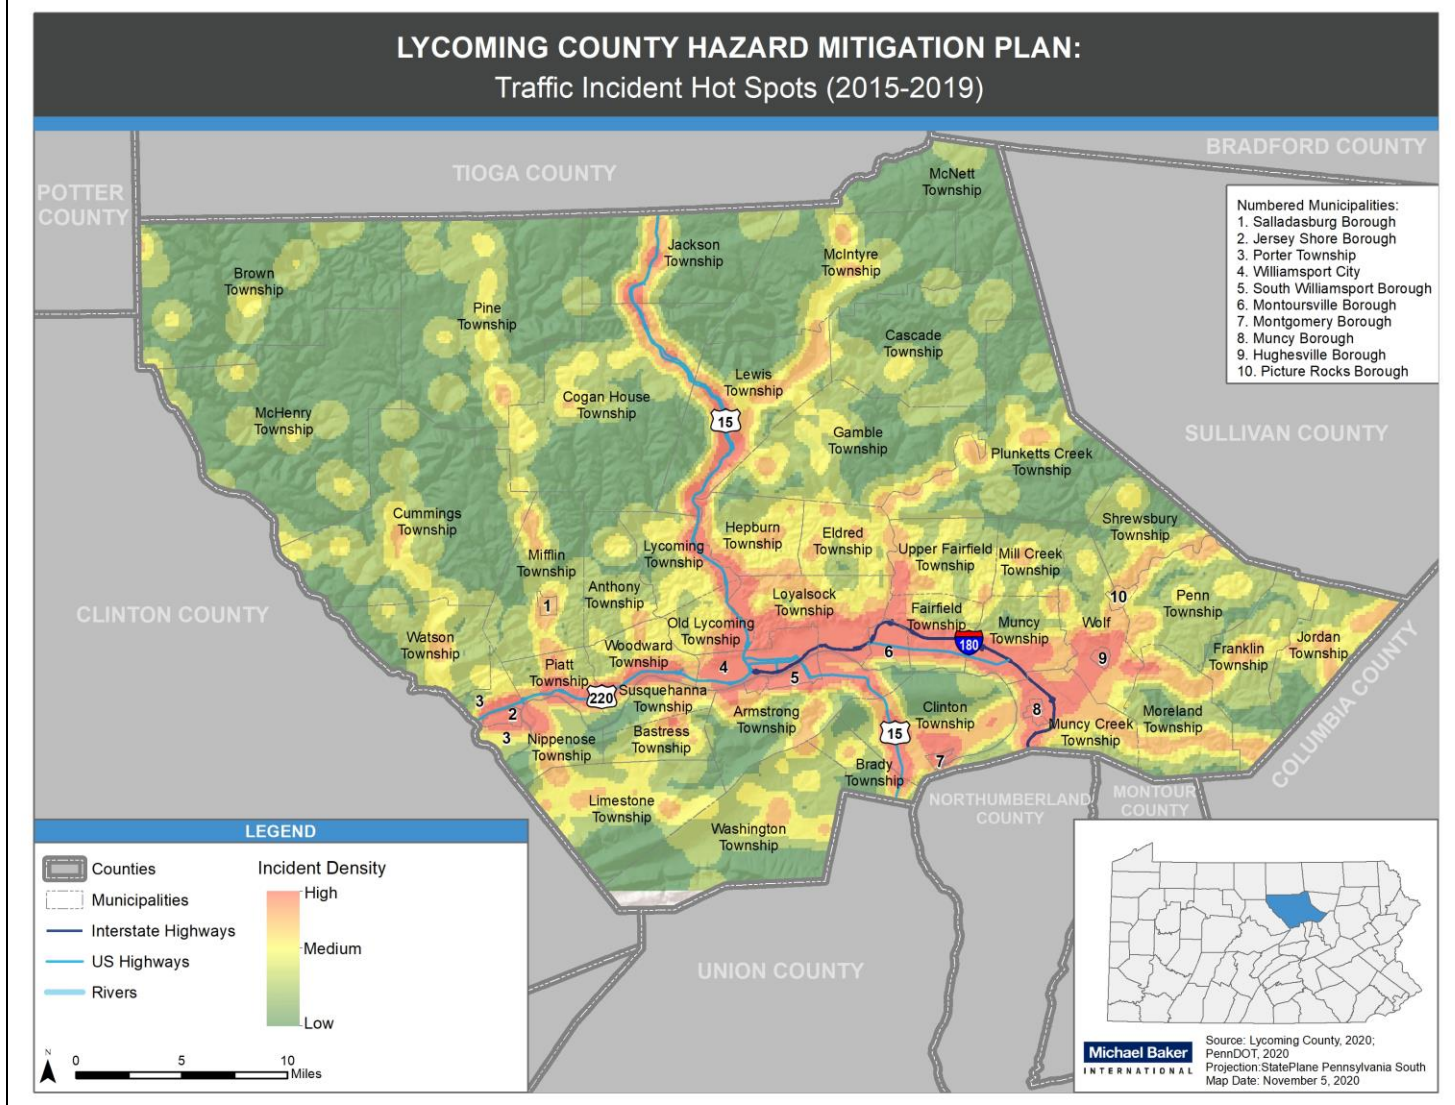 LYCOMING COUNTY HAZARD MITIGATION PLAN:
Traffic Incident Hot Spots (2015-2019)
POTTER
COUNTY
TIOGA COUNTY
BRADFORD COUNTY
SULLIVAN COUNTY
CLINTON COUNTY
COLUMBIA COUNTY
NORTHUMBERLAND
COUNTY
MONTOUR
COUNTY
UNION COUNTY
Numbered Municipalities:
1. Salladasburg Borough
2. Jersey Shore Borough
3. Porter Township
4. Williamsport City
5. South Williamsport Borough
6. Montoursville Borough
7. Montgomery Borough
8. Muncy Borough
9. Hughesville Borough
10. Picture Rocks Borough
McNett
Township
Jackson
Township
McIntyre
Township
Brown
Township
Pine
Township
Cascade
Township
Lewis
Township
Cogan House
Township
McHenry
Township
15
Gamble
Township
Plunketts Creek
Township
Cummings
Township
Shrewsbury
Township
Hepburn
Township
Eldred
Township
Lycoming
Township
Upper Fairfield
Township
Mill Creek
Township
Mifflin
Township
Anthony
Township
Loyalsock
Township
10
Penn
Township
1
Fairfield
Township
Muncy
Township
Wolf
Old Lycoming
Township
Watson
Township
Woodward
Township
180
6
9
Franklin
Township
Jordan
Township
Piatt
Township
4
5
220
Susquehanna
Township
3
2
3
Armstrong
Township
Clinton
Township
8
Moreland
Township
Muncy Creek
Township
Nippenose
Township
Bastress
Township
15
7
Brady
Township
Limestone
Township
Washington
Township
LEGEND
Counties
Municipalities
Interstate Highways
US Highways
Rivers
Incident Density
High
Medium
Low
N
0 5 10
Miles
Michael Baker
INTERNATIONAL
Source: Lycoming County, 2020;
PennDOT, 2020
Projection:StatePlane Pennsylvania South
Map Date: November 5, 2020